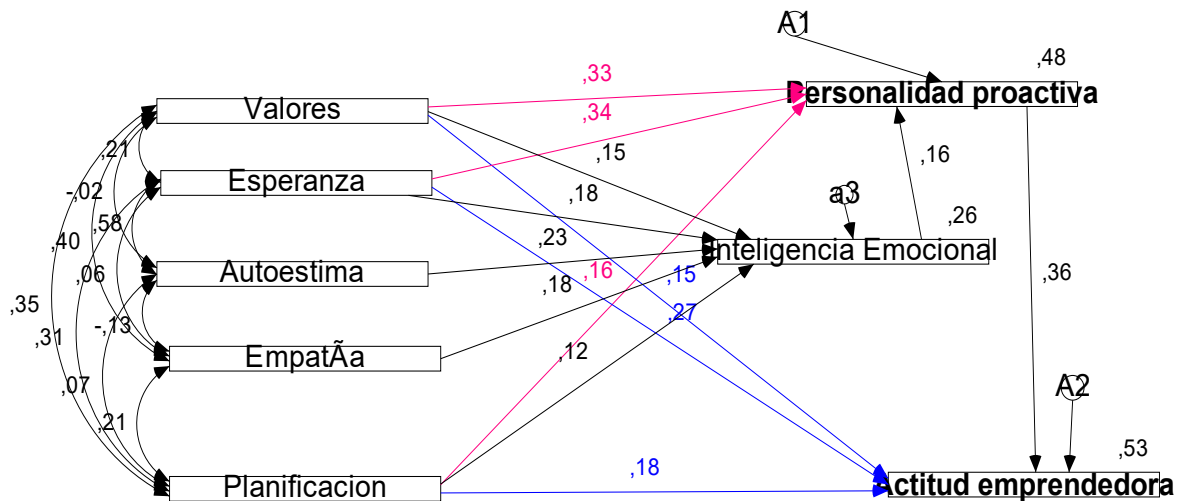 A1
,48
Personalidad proactiva
,33
Valores
,34
,21
,15
,16
Esperanza
-,02
,18
a3
,26
,58
,23
Inteligencia Emocional
,40
Autoestima
,16
,15
,06
,18
,36
,35
,27
-,13
,31
EmpatÃa
,12
A2
,07
,21
,53
,18
Planificacion
Actitud emprendedora